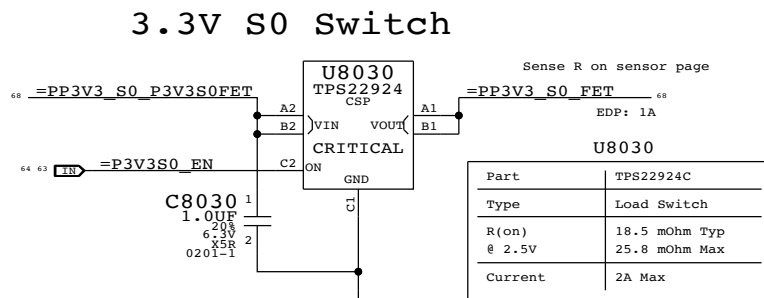 3.3V S0 Switch
Sense R on sensor page
U8030
TPS22924
CSP
68 =PP3V3_S0_P3V3S0FET
=PP3V3_S0_FET 68
EDP: 1A
A2
A1
B2
VIN
VOUT
B1
CRITICAL
64 63 IN =P3V3S0_EN
C2
ON
GND
C1
C8030 1
1.0UF
20%
6.3V
X5R 2
0201-1
U8030
Part TPS22924C
Type Load Switch
R(on) 18.5 mOhm Typ
@ 2.5V 25.8 mOhm Max
Current 2A Max